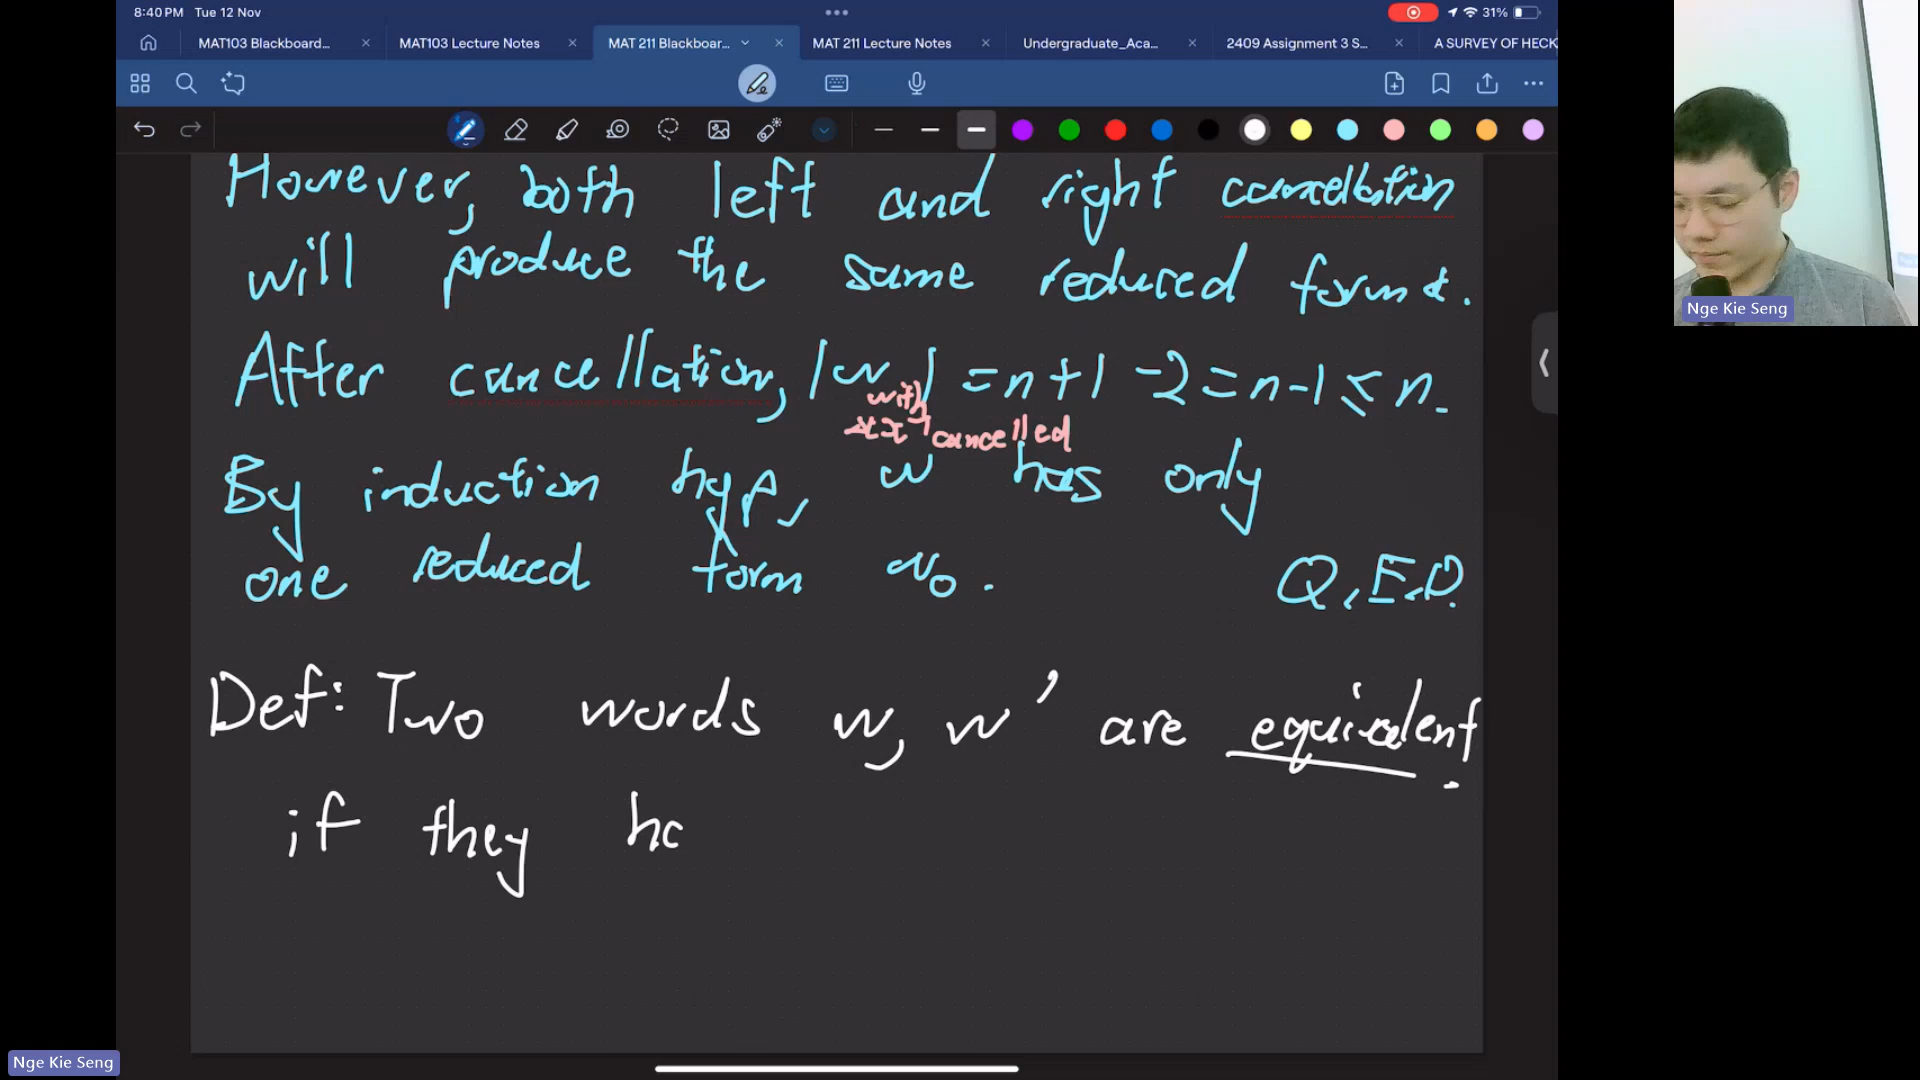 8:40 PM Tue 12 Nov
31%
MAT103 Blackboard... MAT103 Lecture Notes MAT 211 Blackboar... MAT 211 Lecture Notes Undergraduate_Aca... 2409 Assignment 3 S... A SURVEY OF HECK
However, both left and right cancellation
will produce the same reduced form.
After cancellation, |w| = n+1 -2 = n-1 ≤ n.
with
xx⁻¹ cancelled
By induction hyp, w has only
one reduced form w₀. Q.E.D.
Def: Two words w, w' are equivalent
if they ha
Nge Kie Seng
Nge Kie Seng